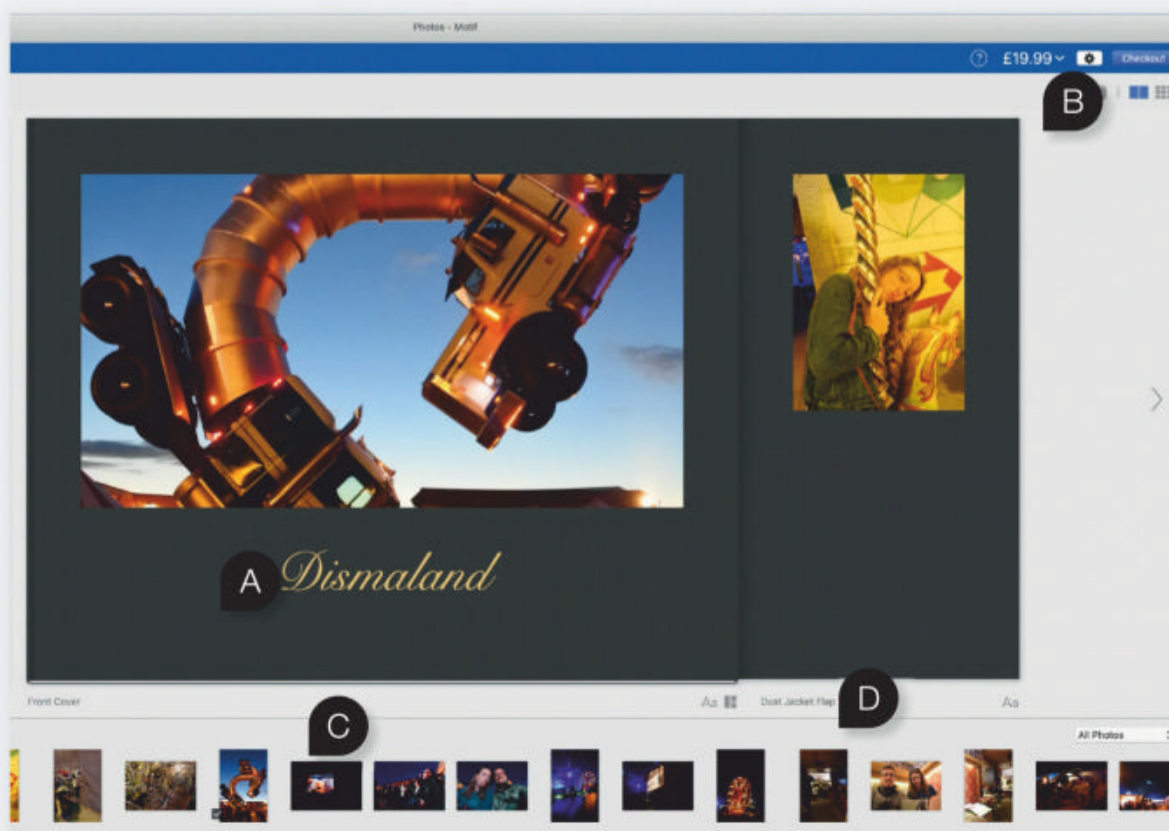 Photos - Motif
? £19.99 Checkout
B
A Dismaland
Front Cover Aa Dust Jacket Flap Aa
C
D
All Photos